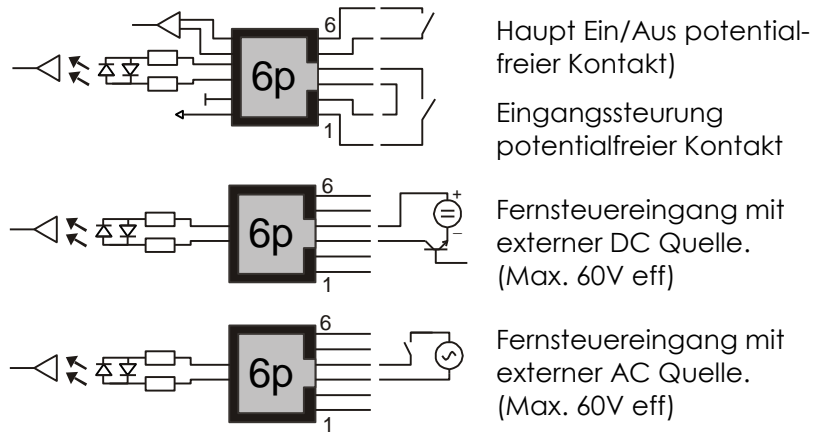 6
6p
1
Haupt Ein/Aus potential-
freier Kontakt)
Eingangssteurung
potentialfreier Kontakt
6
6p
1
+
−
Fernsteuereingang mit
externer DC Quelle.
(Max. 60V eff)
6
6p
1
Fernsteuereingang mit
externer AC Quelle.
(Max. 60V eff)